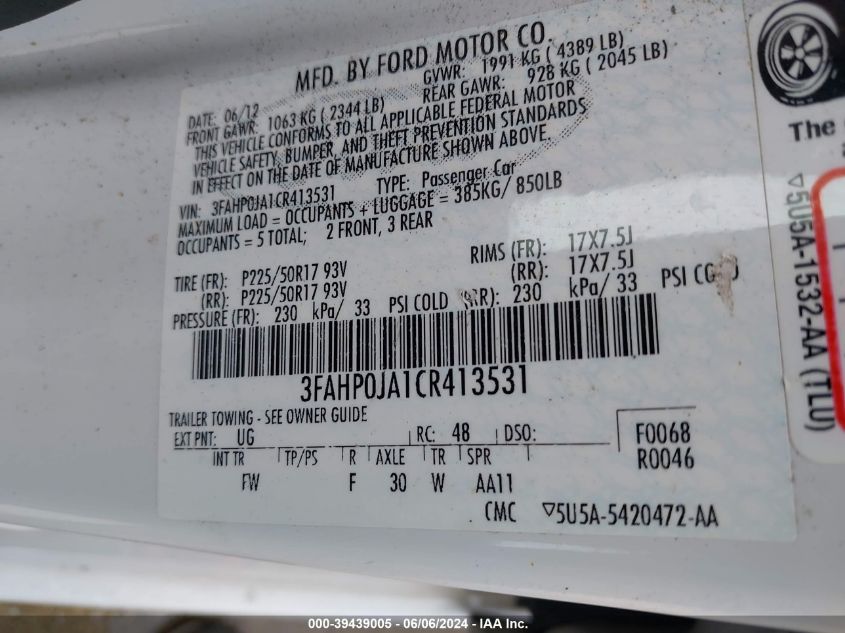 MFD. BY FORD MOTOR CO.
DATE: 06/12 GVWR: 1991 KG ( 4389 LB)
FRONT GAWR: 1063 KG ( 2344 LB) REAR GAWR: 928 KG ( 2045 LB)
THIS VEHICLE CONFORMS TO ALL APPLICABLE FEDERAL MOTOR
VEHICLE SAFETY, BUMPER, AND THEFT PREVENTION STANDARDS
IN EFFECT ON THE DATE OF MANUFACTURE SHOWN ABOVE.
VIN: 3FAHP0JA1CR413531 TYPE: Passenger Car
MAXIMUM LOAD = OCCUPANTS + LUGGAGE = 385KG/ 850LB
OCCUPANTS = 5 TOTAL; 2 FRONT, 3 REAR
TIRE (FR): P225/50R17 93V RIMS (FR): 17X7.5J
(RR): P225/50R17 93V (RR): 17X7.5J
PRESSURE (FR): 230 kPa/ 33 PSI COLD (RR): 230 kPa/ 33 PSI COLD
3FAHP0JA1CR413531
TRAILER TOWING - SEE OWNER GUIDE
EXT PNT: UG RC: 48 DSO: F0068
INT TR TP/PS R AXLE TR SPR R0046
FW F 30 W AA11
CMC ▽5U5A-5420472-AA
The
▽5U5A-1532-AA (TLU)
000-39439005 - 06/06/2024 - IAA Inc.